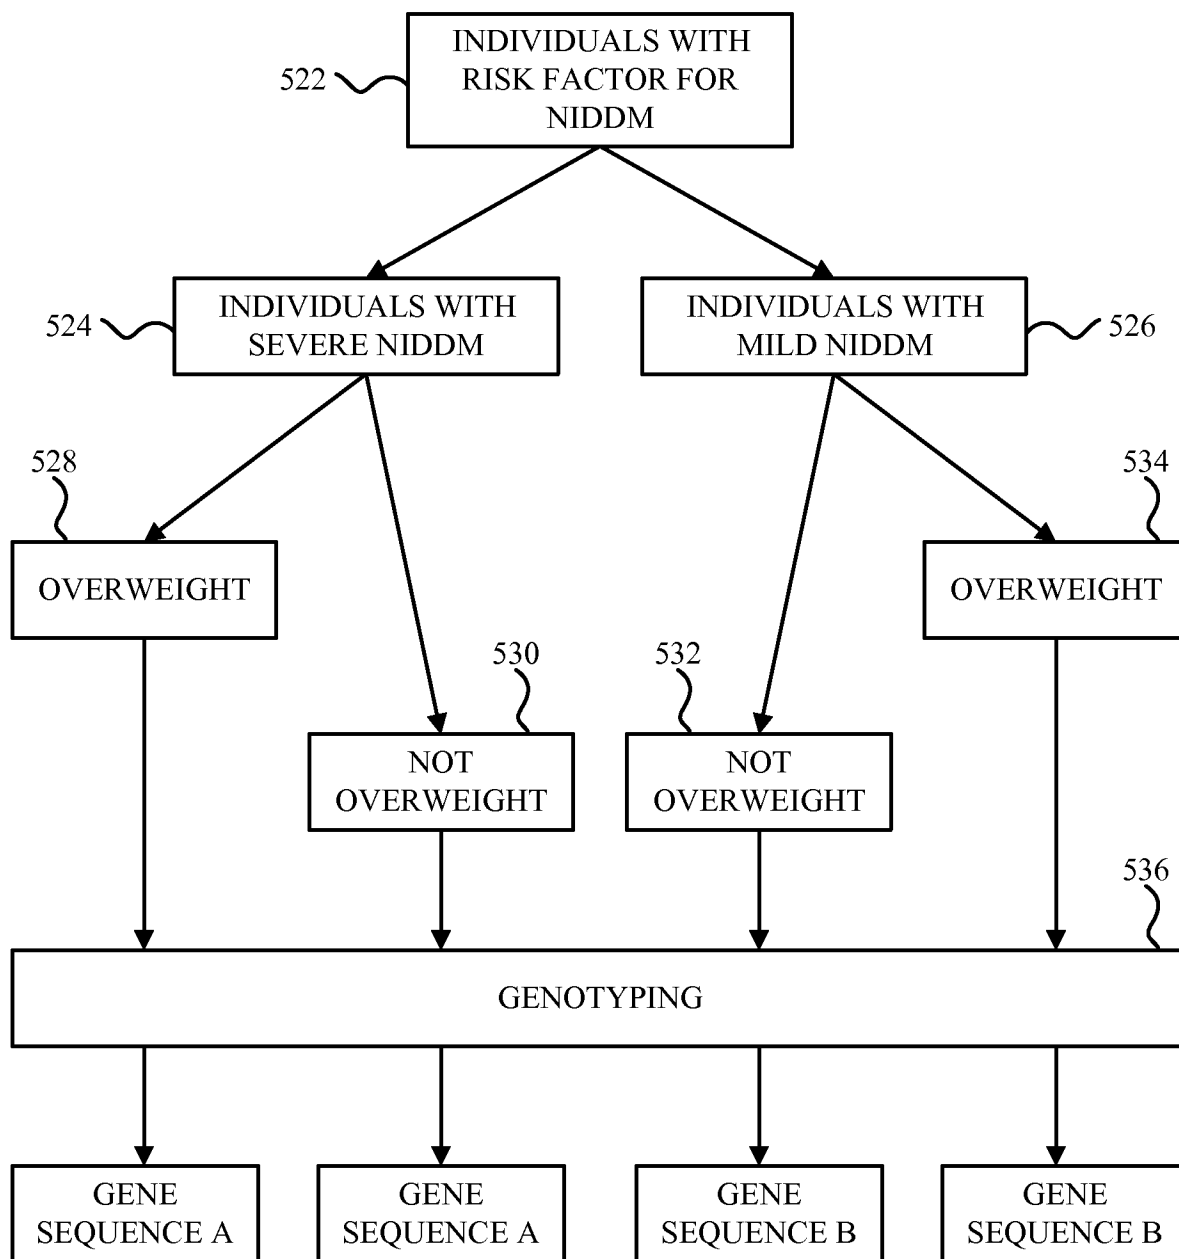 INDIVIDUALS WITH
RISK FACTOR FOR
NIDDM
522
INDIVIDUALS WITH
SEVERE NIDDM
524
INDIVIDUALS WITH
MILD NIDDM
526
528
OVERWEIGHT
534
OVERWEIGHT
530
NOT
OVERWEIGHT
532
NOT
OVERWEIGHT
536
GENOTYPING
GENE
SEQUENCE A
GENE
SEQUENCE A
GENE
SEQUENCE B
GENE
SEQUENCE B